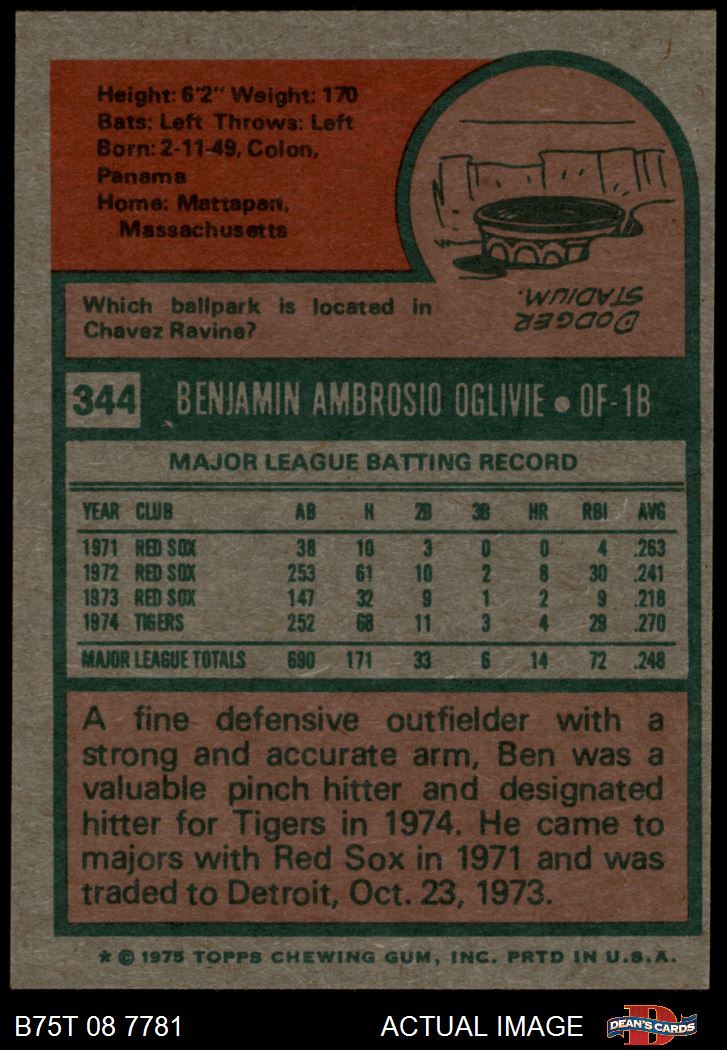 Height: 6'2" Weight: 170
Bats: Left Throws: Left
Born: 2-11-49, Colon,
Panama
Home: Mattapan,
Massachusetts
Which ballpark is located in
Chavez Ravine?
DODGER
STADIUM.
344 BENJAMIN AMBROSIO OGLIVIE • OF-1B
MAJOR LEAGUE BATTING RECORD
YEAR CLUB AB H 2B 3B HR RBI AVG
1971 RED SOX 38 10 3 0 0 4 .263
1972 RED SOX 253 61 10 2 8 30 .241
1973 RED SOX 147 32 9 1 2 9 .218
1974 TIGERS 252 68 11 3 4 29 .270
MAJOR LEAGUE TOTALS 690 171 33 6 14 72 .248
A fine defensive outfielder with a
strong and accurate arm, Ben was a
valuable pinch hitter and designated
hitter for Tigers in 1974. He came to
majors with Red Sox in 1971 and was
traded to Detroit, Oct. 23, 1973.
* © 1975 TOPPS CHEWING GUM, INC. PRTD IN U.S.A.
B75T 08 7781 ACTUAL IMAGE
D
DEAN'S CARDS